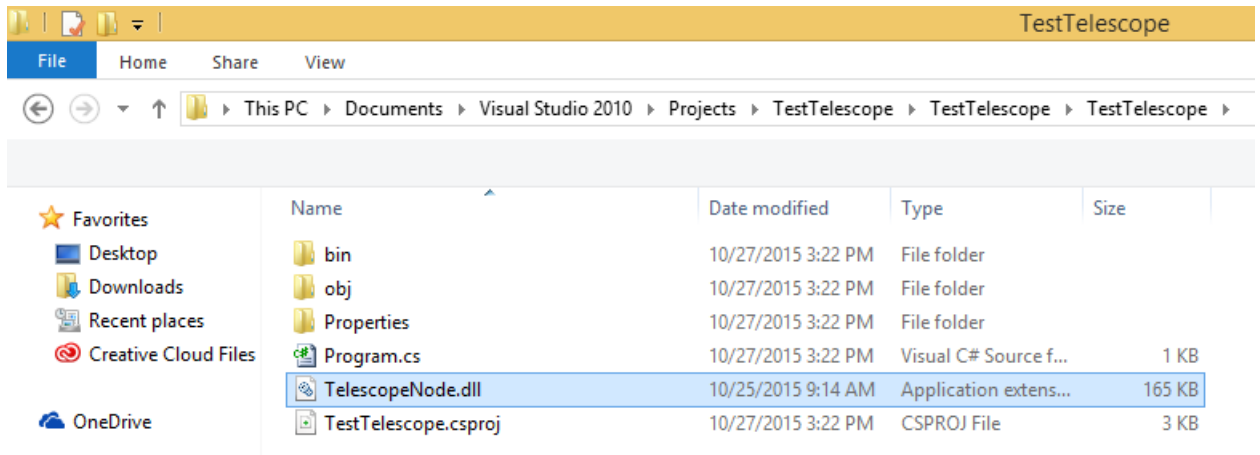 TestTelescope
File Home Share View
This PC Documents Visual Studio 2010 Projects TestTelescope TestTelescope TestTelescope
Name Date modified Type Size
Favorites
Desktop
Downloads
Recent places
Creative Cloud Files
OneDrive
bin 10/27/2015 3:22 PM File folder
obj 10/27/2015 3:22 PM File folder
Properties 10/27/2015 3:22 PM File folder
Program.cs 10/27/2015 3:22 PM Visual C# Source f... 1 KB
TelescopeNode.dll 10/25/2015 9:14 AM Application extens... 165 KB
TestTelescope.csproj 10/27/2015 3:22 PM CSPROJ File 3 KB